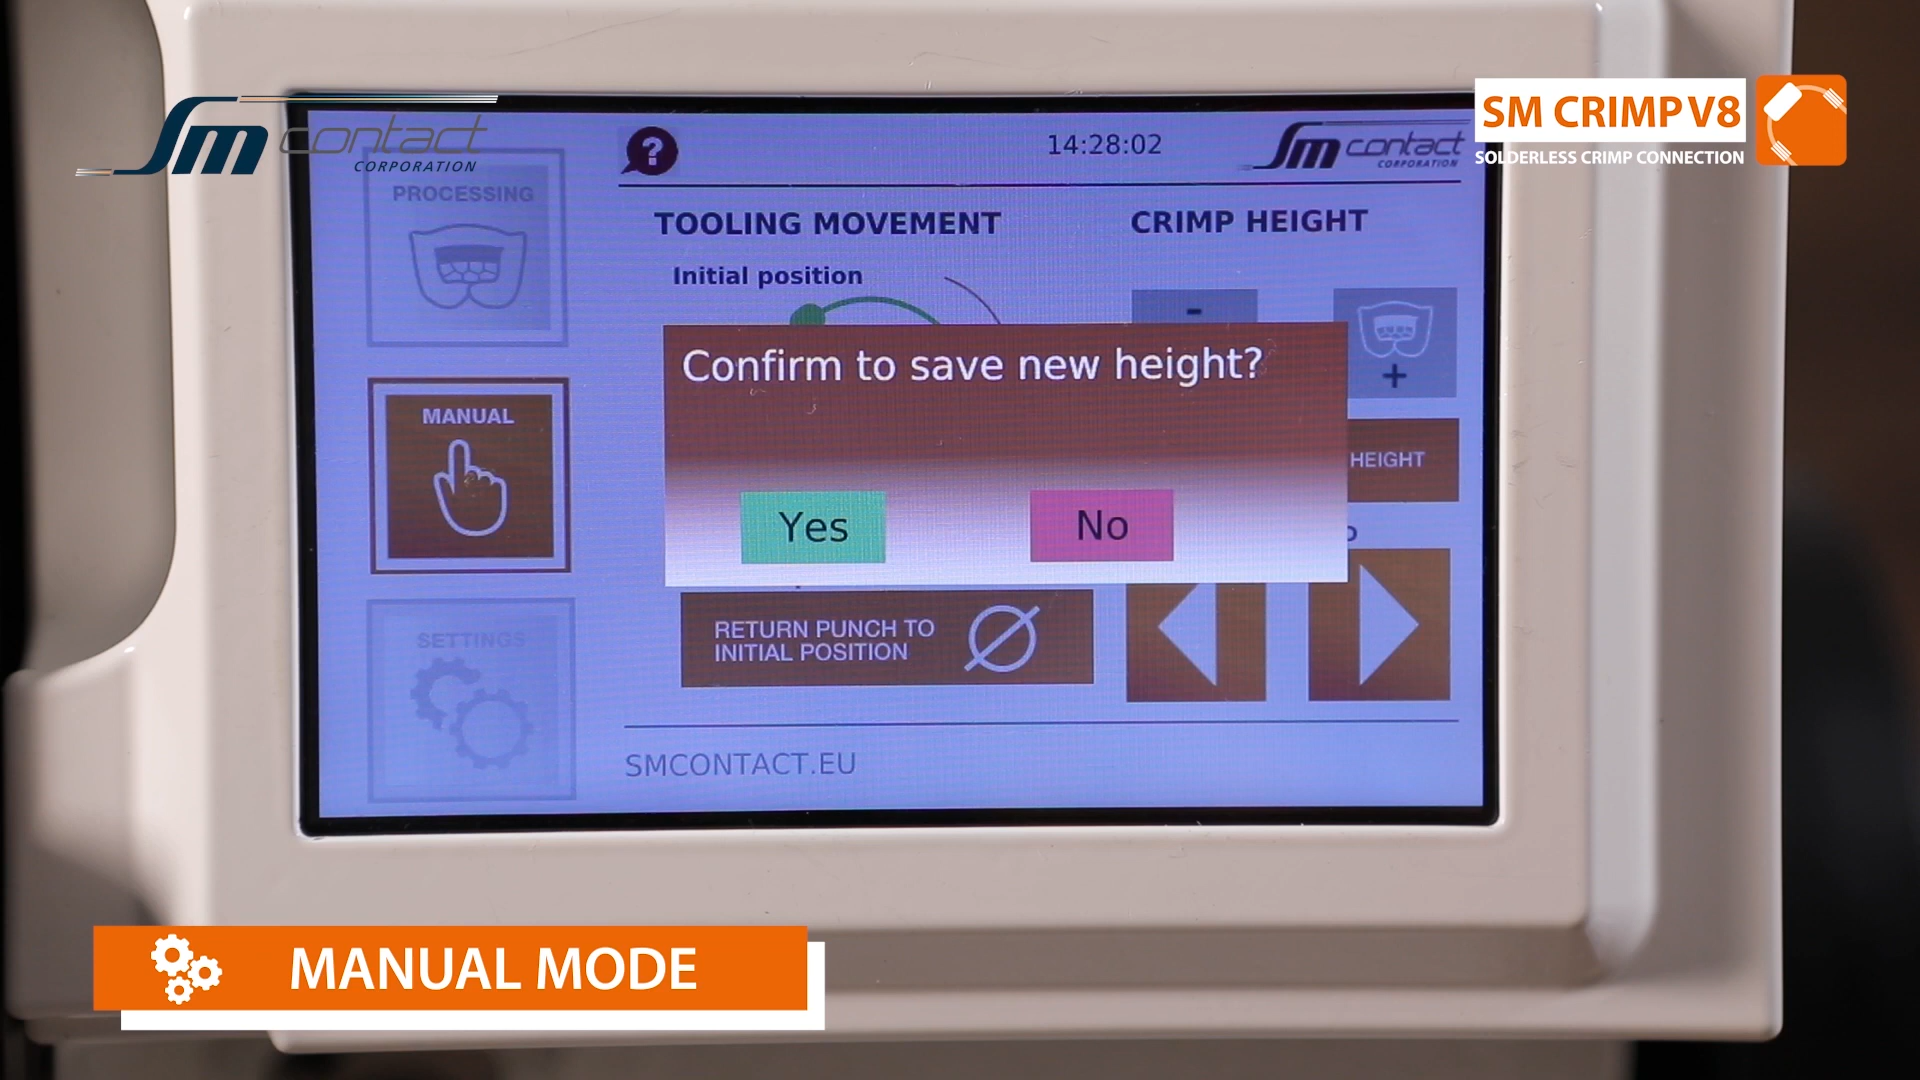 Sm contact
CORPORATION
SM CRIMP V8
SOLDERLESS CRIMP CONNECTION
?
14:28:02
Sm contact
CORPORATION
PROCESSING
TOOLING MOVEMENT
CRIMP HEIGHT
Initial position
-
+
Confirm to save new height?
MANUAL
HEIGHT
Yes
No
RETURN PUNCH TO
INITIAL POSITION
SETTINGS
SMCONTACT.EU
MANUAL MODE